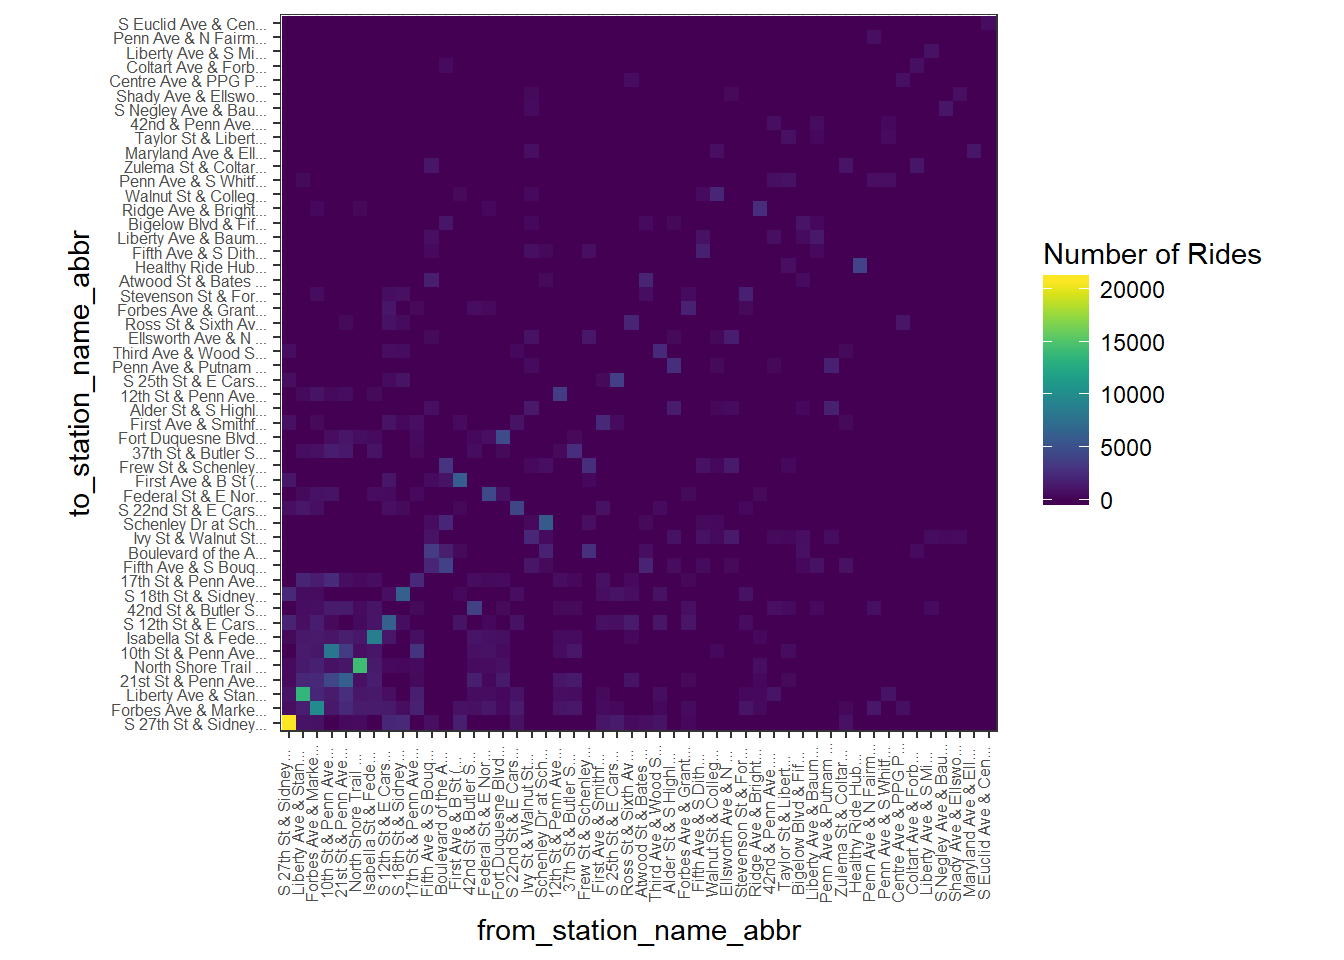 S Euclid Ave & Cen...
Penn Ave & N Fairm...
Liberty Ave & S Mi...
Coltart Ave & Forb...
Centre Ave & PPG P...
Shady Ave & Ellswo...
S Negley Ave & Bau...
42nd & Penn Ave....
Taylor St & Libert...
Maryland Ave & Ell...
Zulema St & Coltar...
Penn Ave & S Whitf...
Walnut St & Colleg...
Ridge Ave & Bright...
Bigelow Blvd & Fif...
Liberty Ave & Baum...
Fifth Ave & S Dith...
Healthy Ride Hub...
Atwood St & Bates ...
Stevenson St & For...
Forbes Ave & Grant...
Ross St & Sixth Av...
Ellsworth Ave & N ...
Third Ave & Wood S...
Penn Ave & Putnam ...
S 25th St & E Cars...
12th St & Penn Ave...
Alder St & S Highl...
First Ave & Smithf...
Fort Duquesne Blvd...
37th St & Butler S...
Frew St & Schenley...
First Ave & B St (...
Federal St & E Nor...
S 22nd St & E Cars...
Schenley Dr at Sch...
Ivy St & Walnut St...
Boulevard of the A...
Fifth Ave & S Bouq...
17th St & Penn Ave...
S 18th St & Sidney...
42nd St & Butler S...
S 12th St & E Cars...
Isabella St & Fede...
10th St & Penn Ave...
North Shore Trail ...
21st St & Penn Ave...
Liberty Ave & Stan...
Forbes Ave & Marke...
S 27th St & Sidney...
to_station_name_abbr
S 27th St & Sidney...
Liberty Ave & Stan...
Forbes Ave & Marke...
10th St & Penn Ave...
21st St & Penn Ave...
North Shore Trail ...
Isabella St & Fede...
S 12th St & E Cars...
S 18th St & Sidney...
17th St & Penn Ave...
Fifth Ave & S Bouq...
Boulevard of the A...
First Ave & B St (...
42nd St & Butler S...
Federal St & E Nor...
Fort Duquesne Blvd...
S 22nd St & E Cars...
Ivy St & Walnut St...
Schenley Dr at Sch...
12th St & Penn Ave...
37th St & Butler S...
Frew St & Schenley...
First Ave & Smithf...
S 25th St & E Cars...
Ross St & Sixth Av...
Atwood St & Bates ...
Third Ave & Wood S...
Alder St & S Highl...
Forbes Ave & Grant...
Fifth Ave & S Dith...
Walnut St & Colleg...
Ellsworth Ave & N ...
Stevenson St & For...
Ridge Ave & Bright...
42nd & Penn Ave....
Taylor St & Libert...
Bigelow Blvd & Fif...
Liberty Ave & Baum...
Penn Ave & Putnam ...
Zulema St & Coltar...
Healthy Ride Hub...
Penn Ave & N Fairm...
Penn Ave & S Whitf...
Centre Ave & PPG P...
Coltart Ave & Forb...
Liberty Ave & S Mi...
S Negley Ave & Bau...
Shady Ave & Ellswo...
Maryland Ave & Ell...
S Euclid Ave & Cen...
from_station_name_abbr
Number of Rides
20000
15000
10000
5000
0